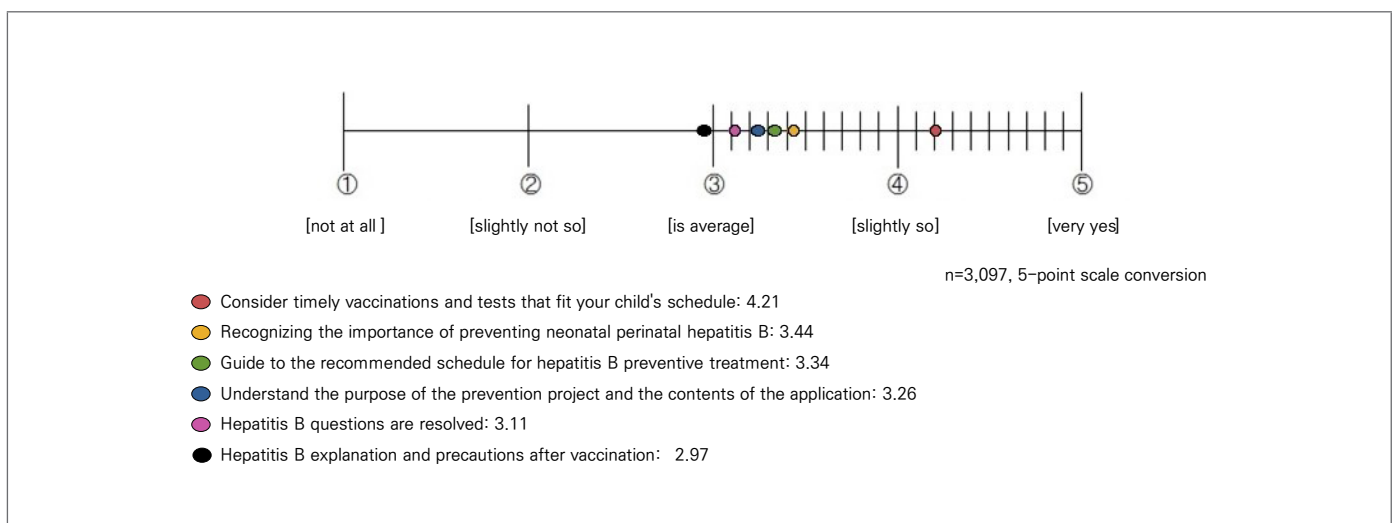 ① ② ③ ④ ⑤
[not at all ] [slightly not so] [is average] [slightly so] [very yes]
n=3,097, 5-point scale conversion
Consider timely vaccinations and tests that fit your child's schedule: 4.21
Recognizing the importance of preventing neonatal perinatal hepatitis B: 3.44
Guide to the recommended schedule for hepatitis B preventive treatment: 3.34
Understand the purpose of the prevention project and the contents of the application: 3.26
Hepatitis B questions are resolved: 3.11
Hepatitis B explanation and precautions after vaccination: 2.97